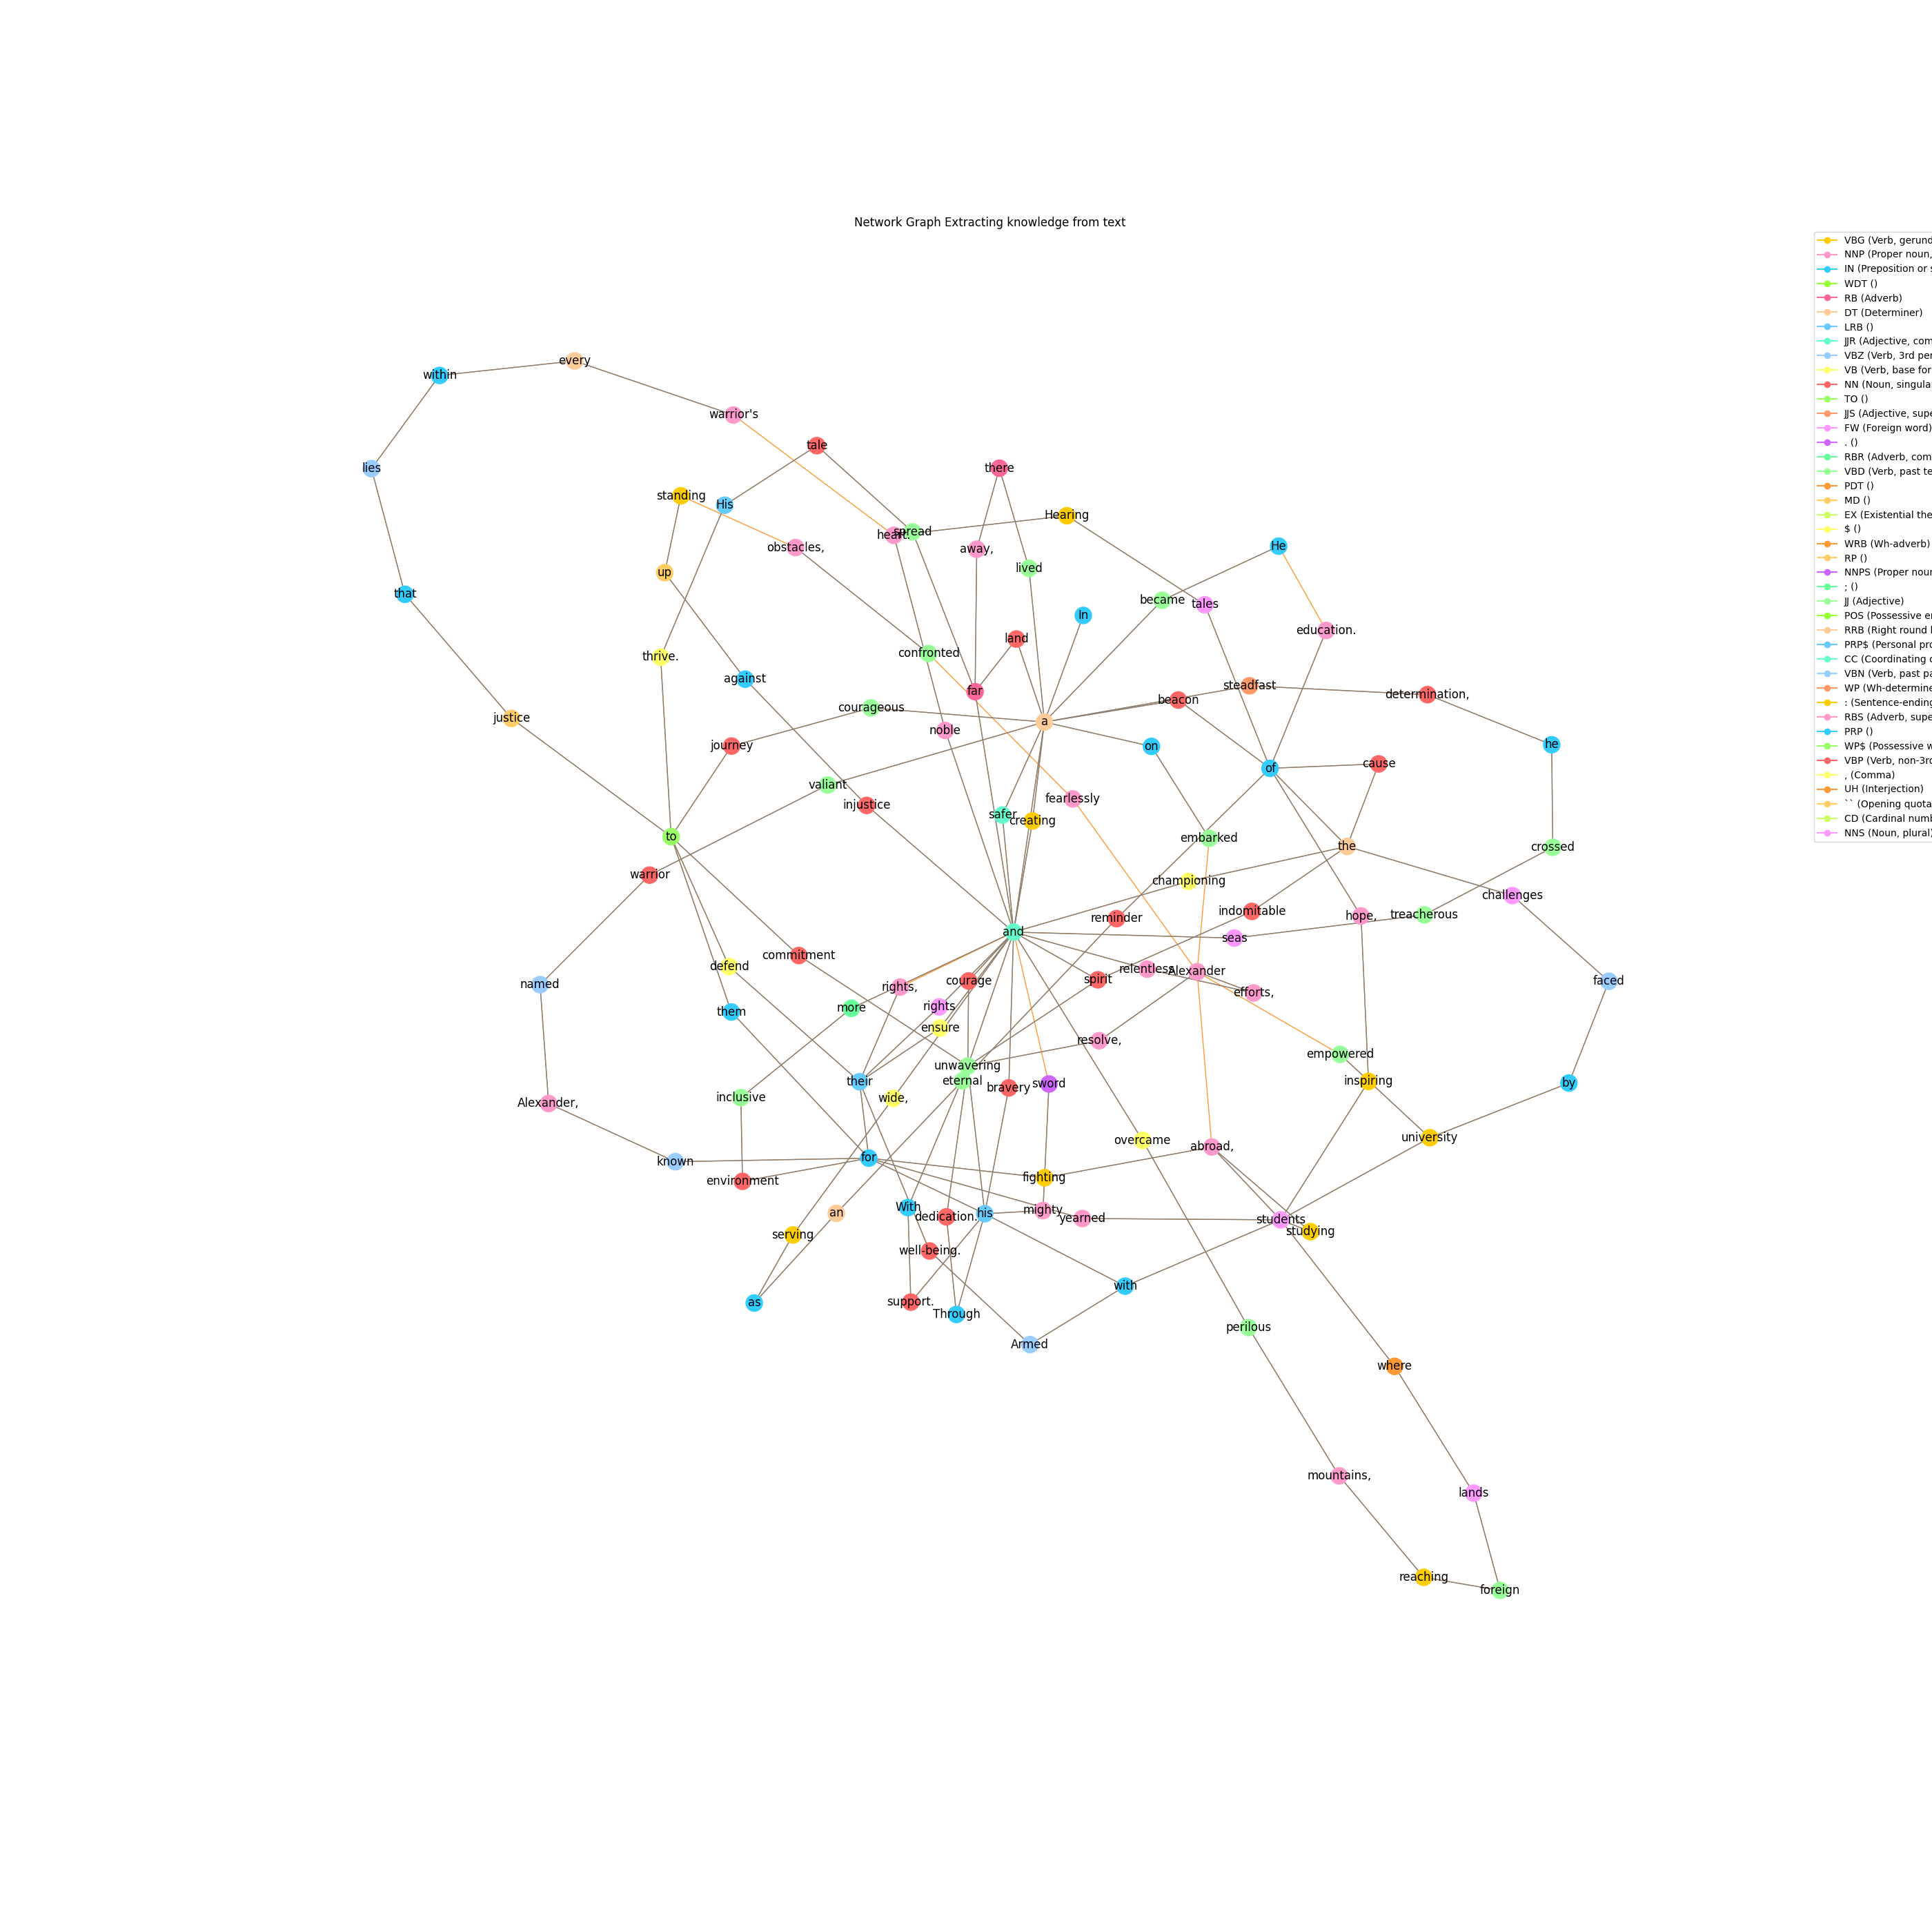 Network Graph Extracting knowledge from text
VBG (Verb, gerund
NNP (Proper noun,
IN (Preposition or s
WDT ()
RB (Adverb)
DT (Determiner)
LRB ()
JJR (Adjective, com
VBZ (Verb, 3rd per
VB (Verb, base for
NN (Noun, singula
TO ()
JJS (Adjective, supe
FW (Foreign word)
. ()
RBR (Adverb, com
VBD (Verb, past te
PDT ()
MD ()
EX (Existential the
$ ()
WRB (Wh-adverb)
RP ()
NNPS (Proper noun
; ()
JJ (Adjective)
POS (Possessive en
RRB (Right round b
PRP$ (Personal pro
CC (Coordinating c
VBN (Verb, past pa
WP (Wh-determine
: (Sentence-ending
RBS (Adverb, supe
PRP ()
WP$ (Possessive w
VBP (Verb, non-3rd
, (Comma)
UH (Interjection)
`` (Opening quota
CD (Cardinal numb
NNS (Noun, plural)
every
within
warrior's
tale
lies
there
standing
His
Hearing
heart.
spread
obstacles,
away,
He
lived
up
that
became
tales
In
education.
land
confronted
thrive.
against
steadfast
far
determination,
beacon
courageous
justice
a
noble
journey
on
he
cause
of
valiant
fearlessly
injustice
safer
creating
to
embarked
the
crossed
warrior
championing
challenges
indomitable
reminder
hope,
treacherous
and
seas
commitment
defend
relentless
Alexander
spirit
courage
named
faced
rights,
efforts,
more
rights
them
ensure
resolve,
empowered
unwavering
eternal
their
bravery
sword
inspiring
by
inclusive
wide,
Alexander,
overcame
university
abroad,
known
for
environment
fighting
With
mighty
an
dedication.
his
yearned
students
studying
serving
well-being.
with
as
support.
Through
perilous
Armed
where
mountains,
lands
reaching
foreign